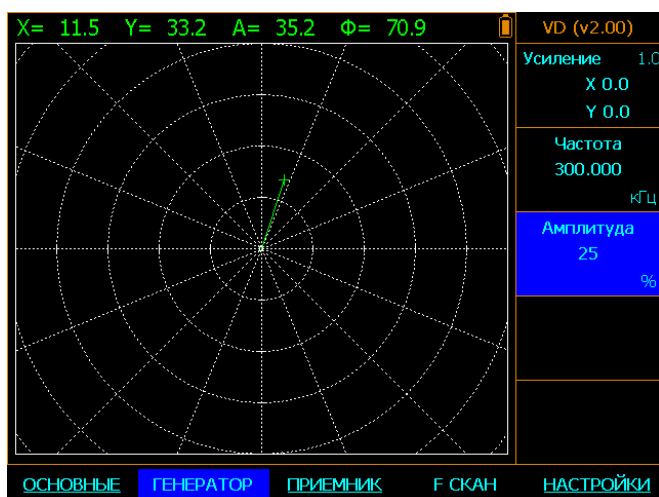 X= 11.5 Y= 33.2 A= 35.2 Φ= 70.9
VD (v2.00)
Усиление 1.0
X 0.0
Y 0.0
Частота
300.000
кГц
Амплитуда
25
%
ОСНОВНЫЕ ГЕНЕРАТОР ПРИЕМНИК F СКАН НАСТРОЙКИ